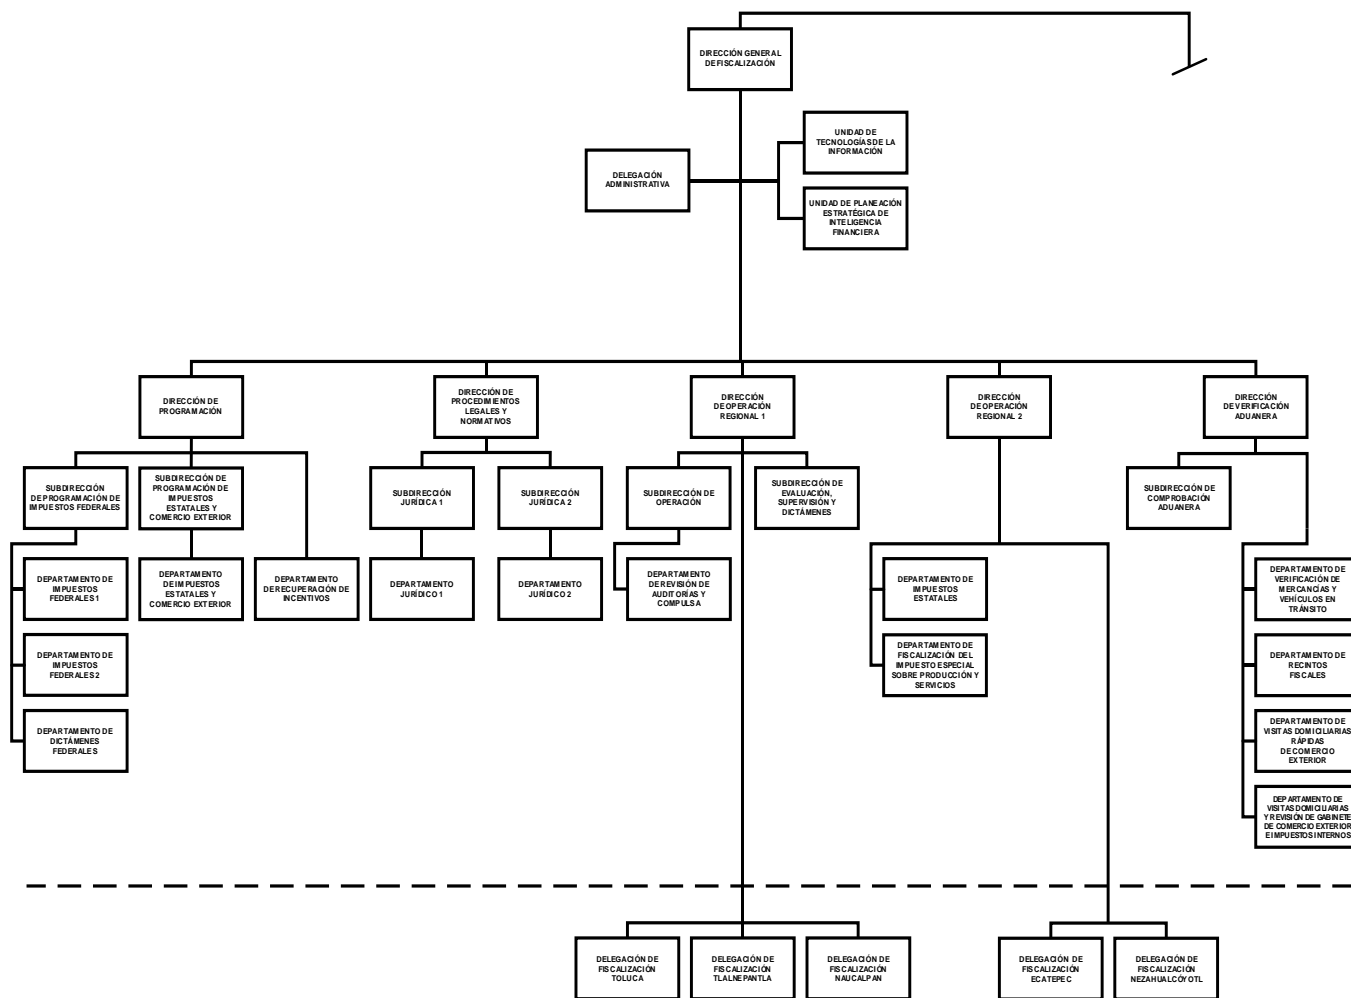 DIRECCIÓN GENERAL
DE FISCALIZACIÓN
UNIDAD DE
TECNOLOGÍAS DE LA
INFORMACIÓN
DELEGACIÓN
ADMINISTRATIVA
UNIDAD DE PLANEACIÓN
ESTRATÉGICA DE
INTELIGENCIA
FINANCIERA
DIRECCIÓN DE
PROGRAMACIÓN
DIRECCIÓN DE
PROCEDIMIENTOS
LEGALES Y
NORMATIVOS
DIRECCIÓN
DE OPERACIÓN
REGIONAL 1
DIRECCIÓN
DE OPERACIÓN
REGIONAL 2
DIRECCIÓN
DE VERIFICACIÓN
ADUANERA
SUBDIRECCIÓN
DE PROGRAMACIÓN DE
IMPUESTOS FEDERALES
SUBDIRECCIÓN DE
PROGRAMACIÓN DE
IMPUESTOS
ESTATALES Y
COMERCIO EXTERIOR
SUBDIRECCIÓN
JURÍDICA 1
SUBDIRECCIÓN
JURÍDICA 2
SUBDIRECCIÓN DE
OPERACIÓN
SUBDIRECCIÓN DE
EVALUACIÓN,
SUPERVISIÓN Y
DICTÁMENES
SUBDIRECCIÓN DE
COMPROBACIÓN
ADUANERA
DEPARTAMENTO DE
IMPUESTOS
FEDERALES 1
DEPARTAMENTO
DE IMPUESTOS
ESTATALES Y
COMERCIO EXTERIOR
DEPARTAMENTO
DE RECUPERACIÓN DE
INCENTIVOS
DEPARTAMENTO
JURÍDICO 1
DEPARTAMENTO
JURÍDICO 2
DEPARTAMENTO
DE REVISIÓN DE
AUDITORÍAS Y
COMPULSA
DEPARTAMENTO DE
IMPUESTOS
ESTATALES
DEPARTAMENTO DE
VERIFICACIÓN DE
MERCANCÍAS Y
VEHÍCULOS EN
TRÁNSITO
DEPARTAMENTO DE
IMPUESTOS
FEDERALES 2
DEPARTAMENTO DE
FISCALIZACIÓN DEL
IMPUESTO ESPECIAL
SOBRE PRODUCCIÓN Y
SERVICIOS
DEPARTAMENTO DE
RECINTOS
FISCALES
DEPARTAMENTO DE
DICTÁMENES
FEDERALES
DEPARTAMENTO DE
VISITAS DOMICILIARIAS
RÁPIDAS
DE COMERCIO
EXTERIOR
DEPARTAMENTO DE
VISITAS DOMICILIARIAS
Y REVISIÓN DE GABINETE
DE COMERCIO EXTERIOR
E IMPUESTOS INTERNOS
DELEGACIÓN DE
FISCALIZACIÓN
TOLUCA
DELEGACIÓN DE
FISCALIZACIÓN
TLALNEPANTLA
DELEGACIÓN DE
FISCALIZACIÓN
NAUCALPAN
DELEGACIÓN DE
FISCALIZACIÓN
ECATEPEC
DELEGACIÓN DE
FISCALIZACIÓN
NEZAHUALCÓYOTL